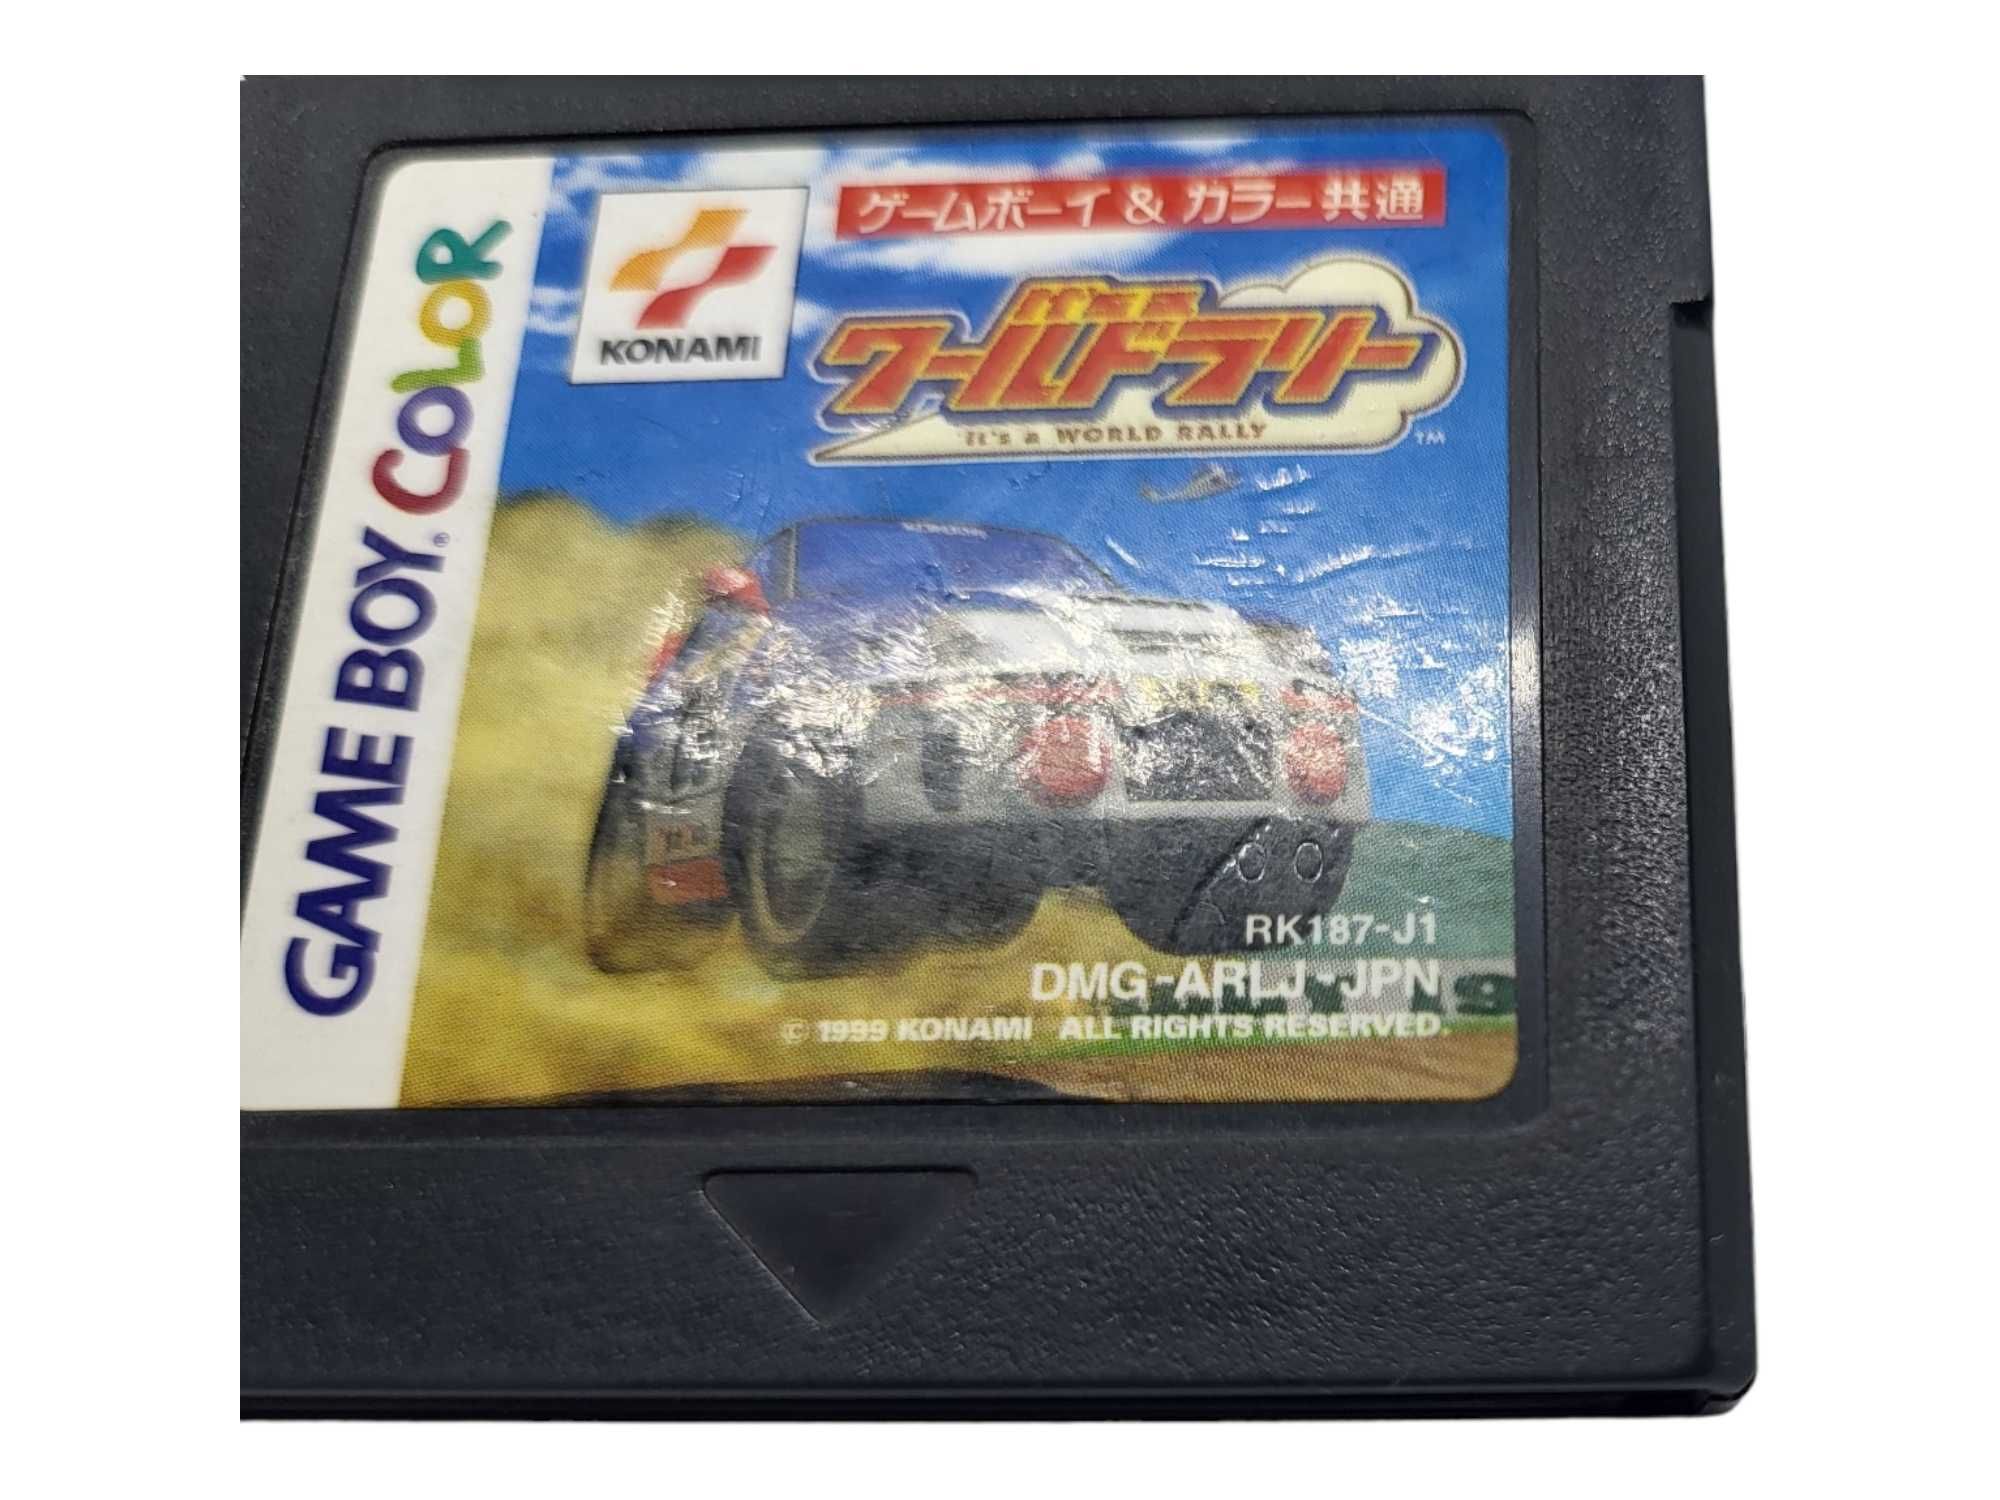 GAME BOY® COLOR
KONAMI
ゲームボーイ&カラー共通
it's a WORLD RALLY
ワールドラリー
TM
RK187-J1
DMG-ARLJ-JPN
© 1999 KONAMI ALL RIGHTS RESERVED.